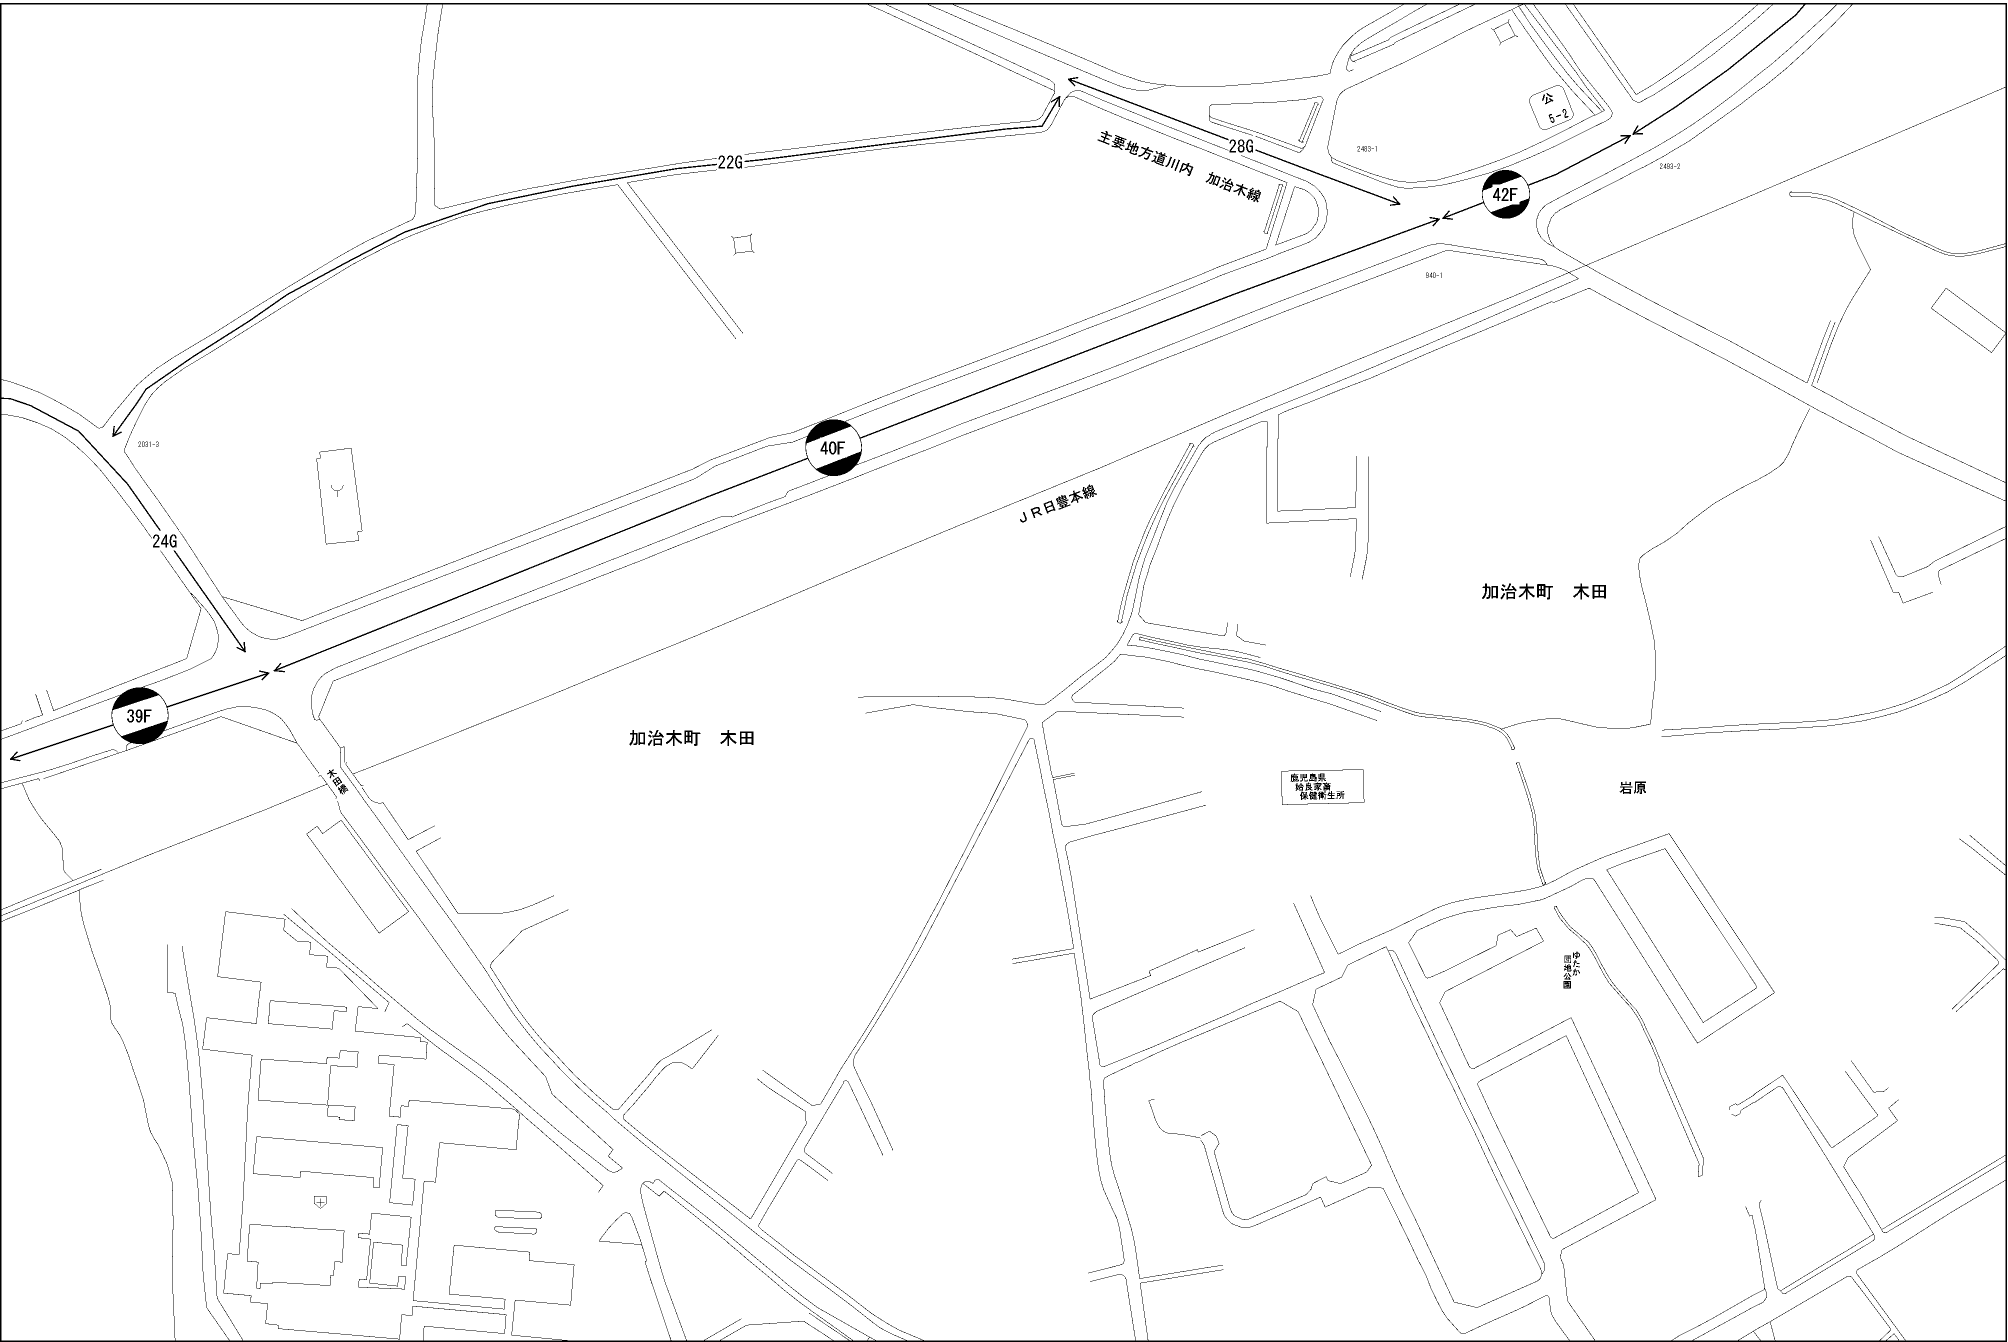 公
5-2
28G
主要地方道川内 加治木線
2483-1
22G
2493-2
42F
940-1
2031-3
40F
JR日豊本線
24G
加治木町 木田
39F
加治木町 木田
木田線
鹿児島県
姶良家畜
保健衛生所
岩原
ゆたか
団地公園